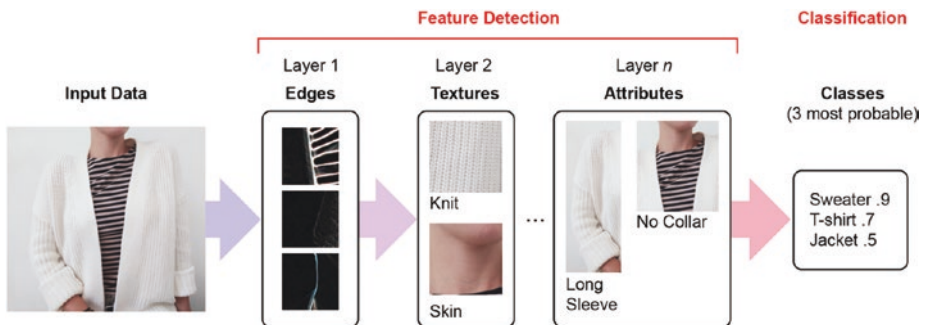 Feature Detection
Classification
Input Data
Layer 1
Edges
Layer 2
Textures
Knit
Skin
...
Layer n
Attributes
Long
Sleeve
No Collar
Classes
(3 most probable)
Sweater .9
T-shirt .7
Jacket .5